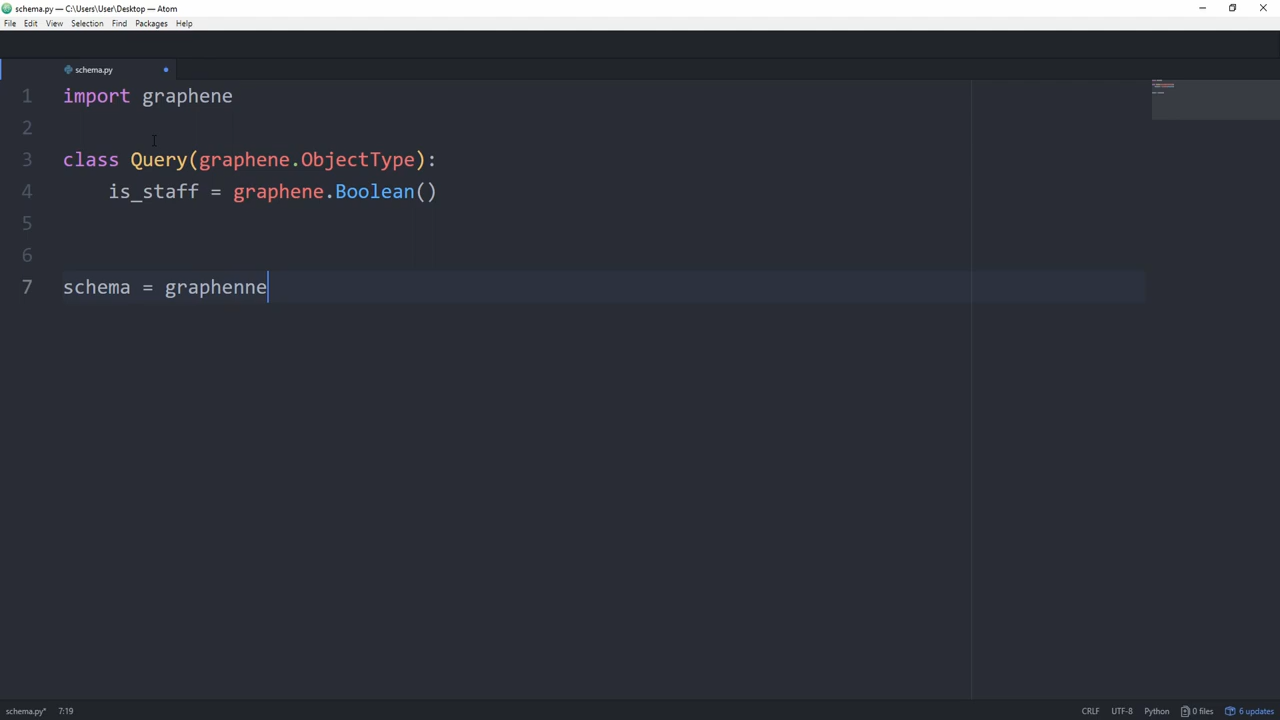 schema.py — C:\Users\User\Desktop — Atom
File Edit View Selection Find Packages Help
schema.py
1 import graphene
2
3 class Query(graphene.ObjectType):
4 is_staff = graphene.Boolean()
5
6
7 schema = graphenne
schema.py* 7:19 CRLF UTF-8 Python 0 files 6 updates